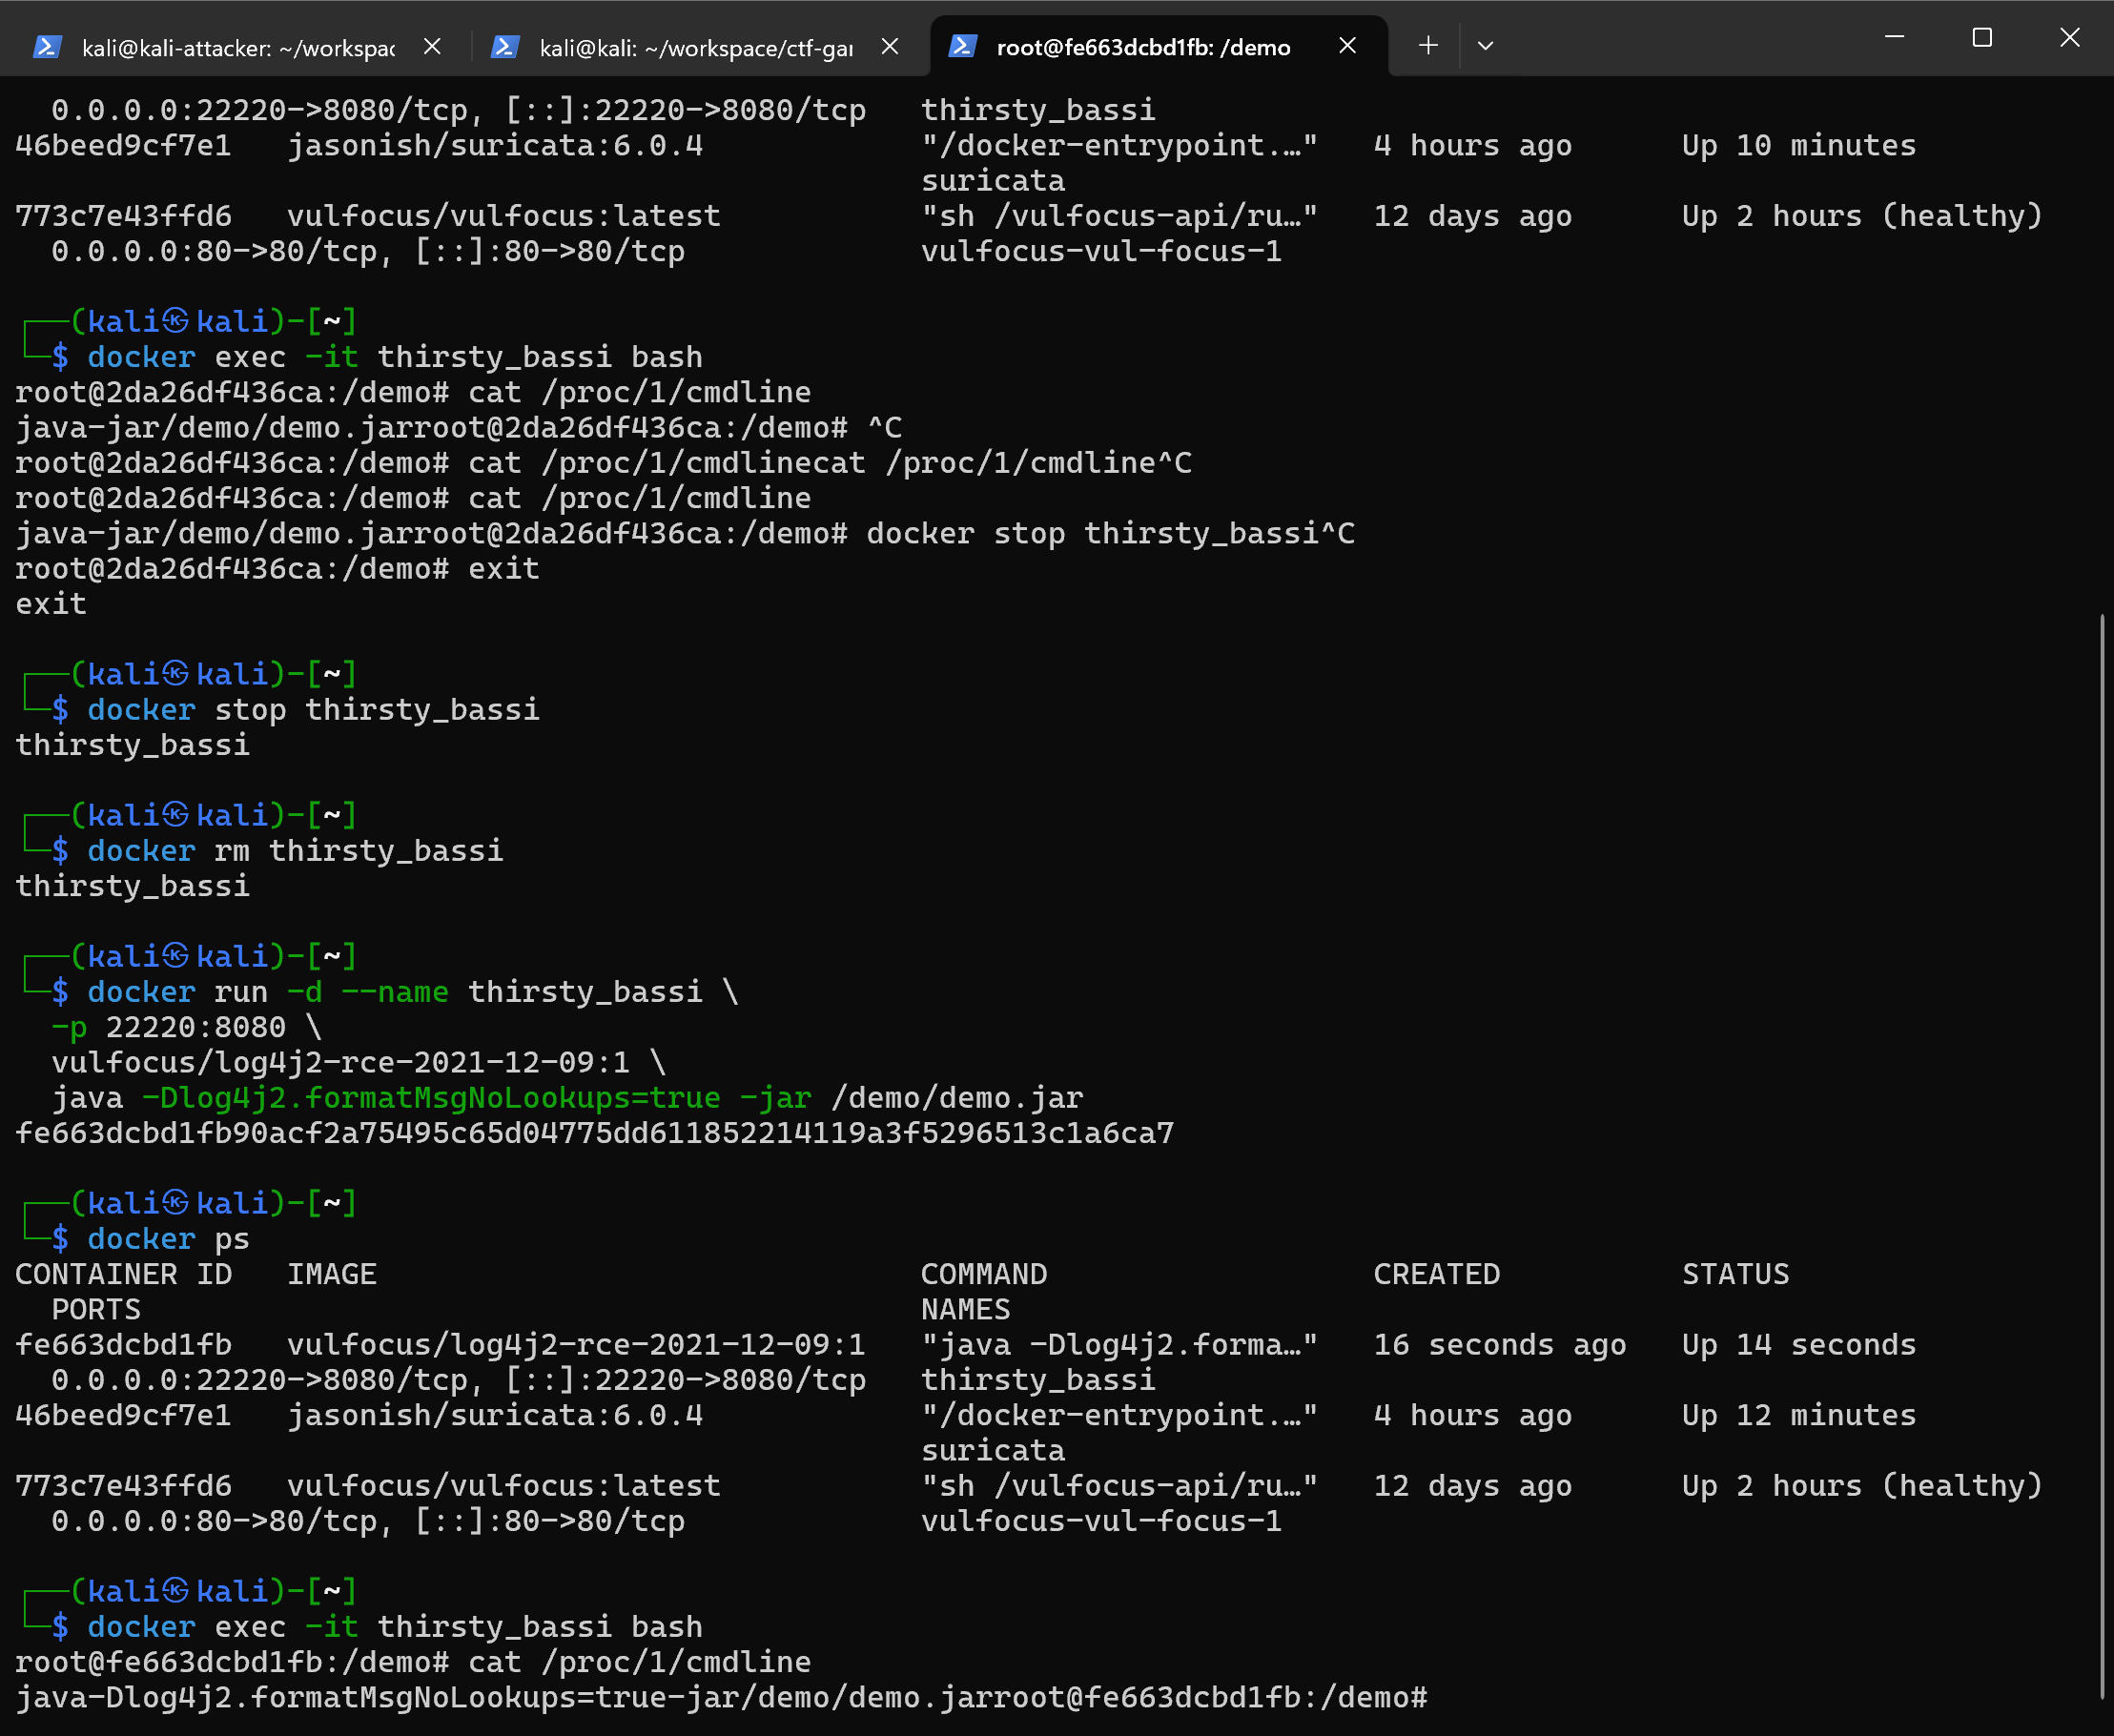 kali@kali-attacker: ~/workspac
kali@kali: ~/workspace/ctf-gar
root@fe663dcbd1fb: /demo
  0.0.0.0:22220->8080/tcp, [::]:22220->8080/tcp   thirsty_bassi
46beed9cf7e1   jasonish/suricata:6.0.4            "/docker-entrypoint.…"   4 hours ago      Up 10 minutes
                                                  suricata
773c7e43ffd6   vulfocus/vulfocus:latest           "sh /vulfocus-api/ru…"   12 days ago      Up 2 hours (healthy)
  0.0.0.0:80->80/tcp, [::]:80->80/tcp             vulfocus-vul-focus-1
┌──(kali㉿kali)-[~]
└─$ docker exec -it thirsty_bassi bash
root@2da26df436ca:/demo# cat /proc/1/cmdline
java-jar/demo/demo.jarroot@2da26df436ca:/demo# ^C
root@2da26df436ca:/demo# cat /proc/1/cmdlinecat /proc/1/cmdline^C
root@2da26df436ca:/demo# cat /proc/1/cmdline
java-jar/demo/demo.jarroot@2da26df436ca:/demo# docker stop thirsty_bassi^C
root@2da26df436ca:/demo# exit
exit
┌──(kali㉿kali)-[~]
└─$ docker stop thirsty_bassi
thirsty_bassi
┌──(kali㉿kali)-[~]
└─$ docker rm thirsty_bassi
thirsty_bassi
┌──(kali㉿kali)-[~]
└─$ docker run -d --name thirsty_bassi \
  -p 22220:8080 \
  vulfocus/log4j2-rce-2021-12-09:1 \
  java -Dlog4j2.formatMsgNoLookups=true -jar /demo/demo.jar
fe663dcbd1fb90acf2a75495c65d04775dd611852214119a3f5296513c1a6ca7
┌──(kali㉿kali)-[~]
└─$ docker ps
CONTAINER ID   IMAGE                              COMMAND                  CREATED          STATUS
  PORTS                                           NAMES
fe663dcbd1fb   vulfocus/log4j2-rce-2021-12-09:1   "java -Dlog4j2.forma…"   16 seconds ago   Up 14 seconds
  0.0.0.0:22220->8080/tcp, [::]:22220->8080/tcp   thirsty_bassi
46beed9cf7e1   jasonish/suricata:6.0.4            "/docker-entrypoint.…"   4 hours ago      Up 12 minutes
                                                  suricata
773c7e43ffd6   vulfocus/vulfocus:latest           "sh /vulfocus-api/ru…"   12 days ago      Up 2 hours (healthy)
  0.0.0.0:80->80/tcp, [::]:80->80/tcp             vulfocus-vul-focus-1
┌──(kali㉿kali)-[~]
└─$ docker exec -it thirsty_bassi bash
root@fe663dcbd1fb:/demo# cat /proc/1/cmdline
java-Dlog4j2.formatMsgNoLookups=true-jar/demo/demo.jarroot@fe663dcbd1fb:/demo#